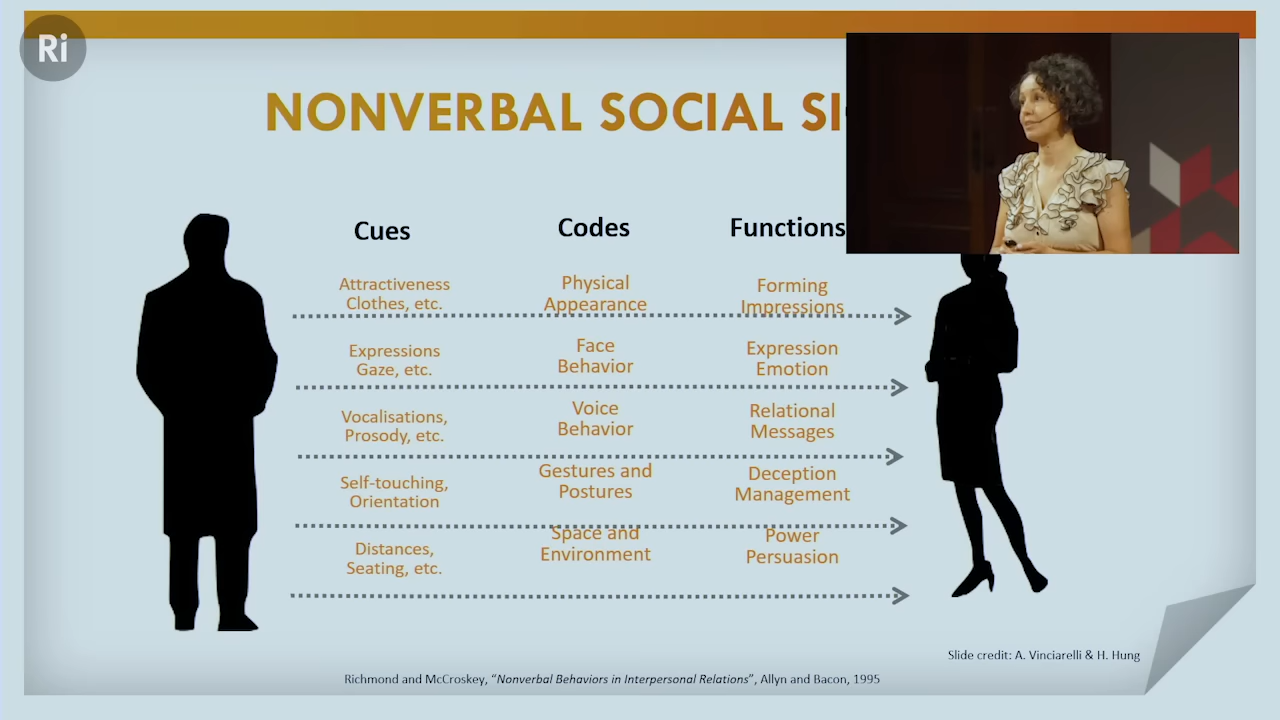 Ri
NONVERBAL SOCIAL
Cues
Codes
Functions
Attractiveness
Clothes, etc.
Physical
Appearance
Forming
Impressions
Expressions
Gaze, etc.
Face
Behavior
Expression
Emotion
Vocalisations,
Prosody, etc.
Voice
Behavior
Relational
Messages
Self-touching,
Orientation
Gestures and
Postures
Deception
Management
Distances,
Seating, etc.
Space and
Environment
Power
Persuasion
Slide credit: A. Vinciarelli & H. Hung
Richmond and McCroskey, “Nonverbal Behaviors in Interpersonal Relations”, Allyn and Bacon, 1995